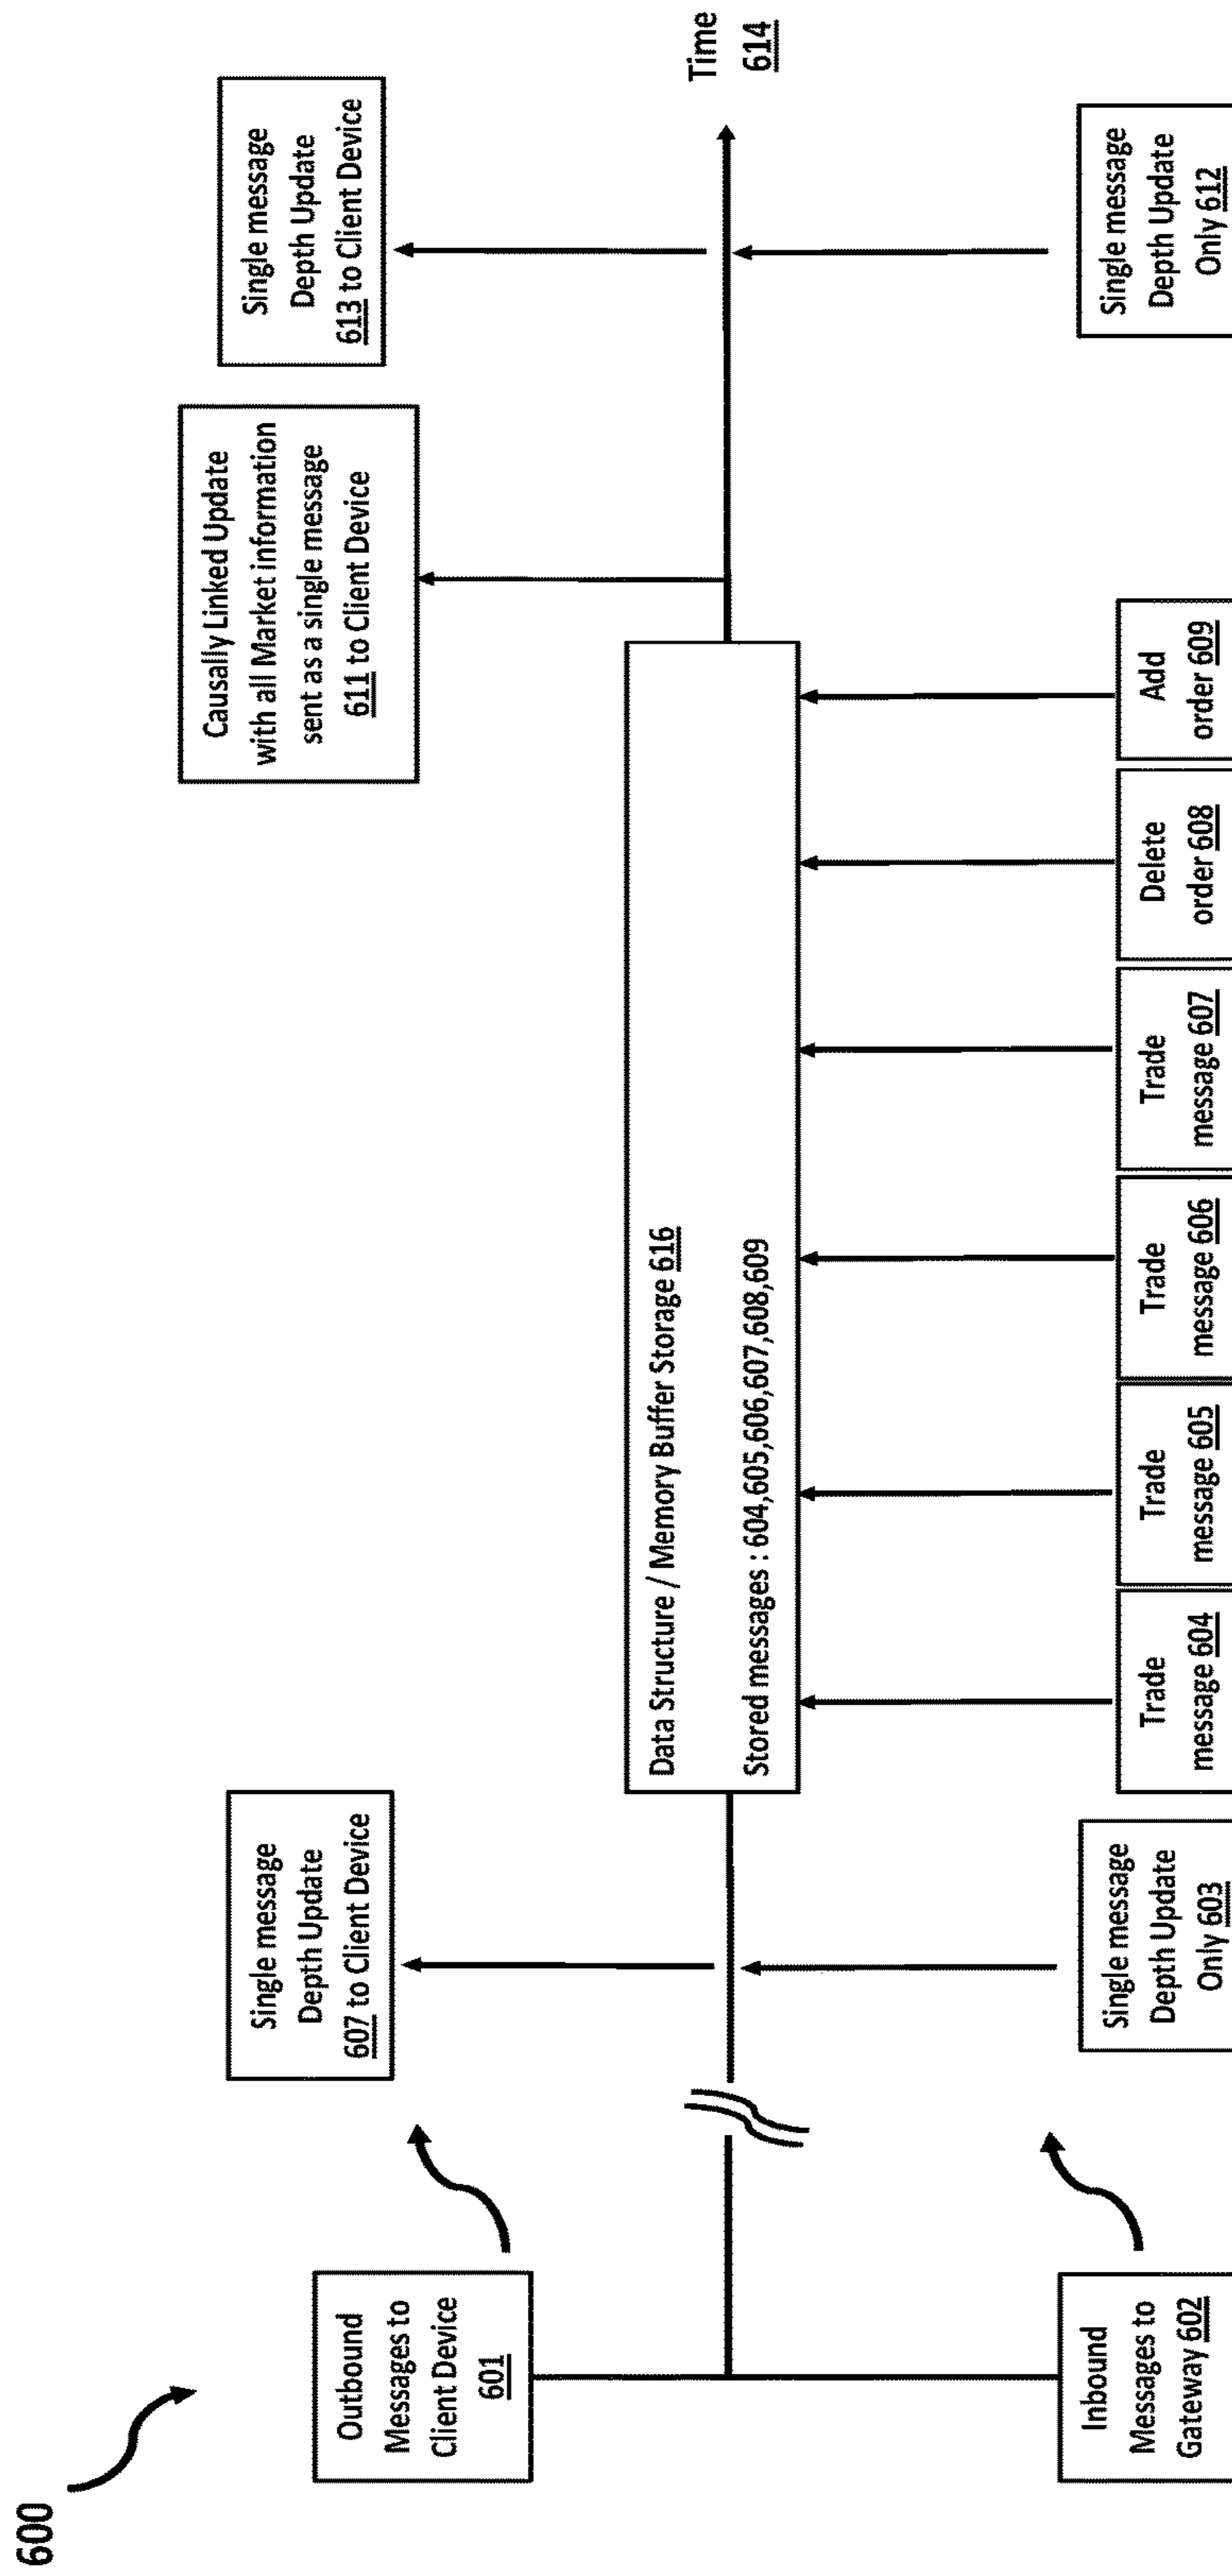 600
Outbound
Messages to
Client Device
601
Inbound
Messages to
Gateway 602
Single message
Depth Update
607 to Client Device
Single message
Depth Update
Only 603
Data Structure / Memory Buffer Storage 616
Stored messages : 604,605,606,607,608,609
Trade
message 604
Trade
message 605
Trade
message 606
Trade
message 607
Delete
order 608
Add
order 609
Causally Linked Update
with all Market information
sent as a single message
611 to Client Device
Single message
Depth Update
613 to Client Device
Single message
Depth Update
Only 612
Time
614